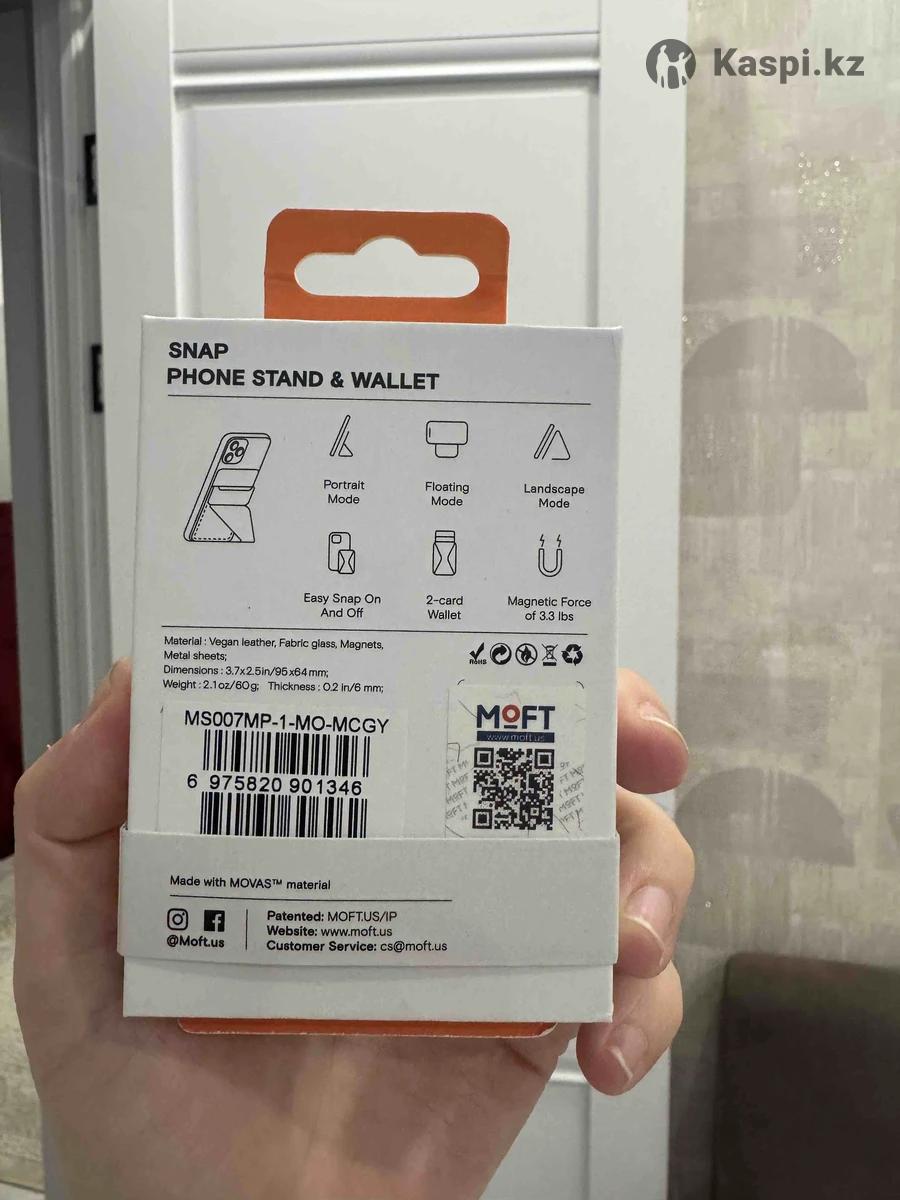 Kaspi.kz
SNAP
PHONE STAND & WALLET
Portrait
Mode
Floating
Mode
Landscape
Mode
Easy Snap On
And Off
2-card
Wallet
Magnetic Force
of 3.3 lbs
Material : Vegan leather, Fabric glass, Magnets,
Metal sheets;
Dimensions : 3.7x2.5in/95x64mm;
Weight : 2.1oz/60g; Thickness : 0.2 in/6 mm;
RoHS
MS007MP-1-MO-MCGY
6 975820 901346
MOFT
www.moft.us
Made with MOVAS™ material
@Moft.us
Patented: MOFT.US/IP
Website: www.moft.us
Customer Service: cs@moft.us